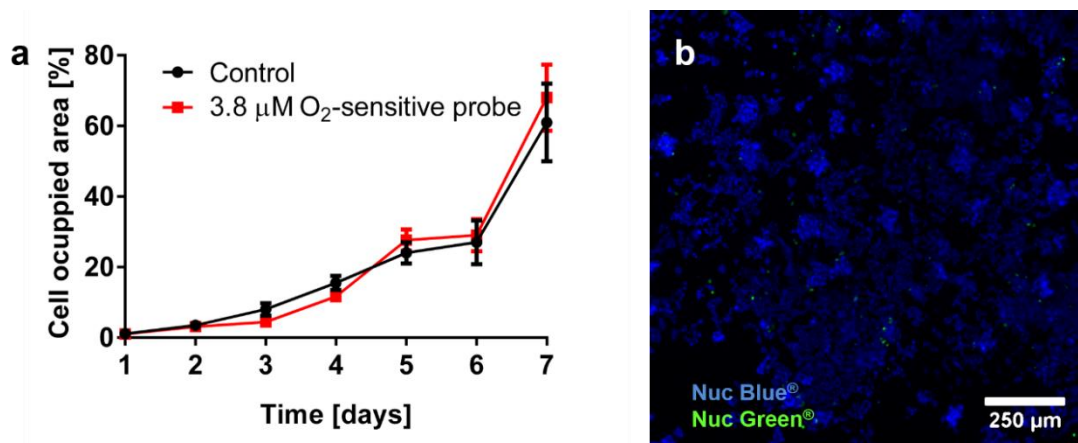 a
Control
3.8 µM O₂-sensitive probe
Cell ocuppied area [%]
80
60
40
20
0
1 2 3 4 5 6 7
Time [days]
b
Nuc Blue®
Nuc Green®
250 µm